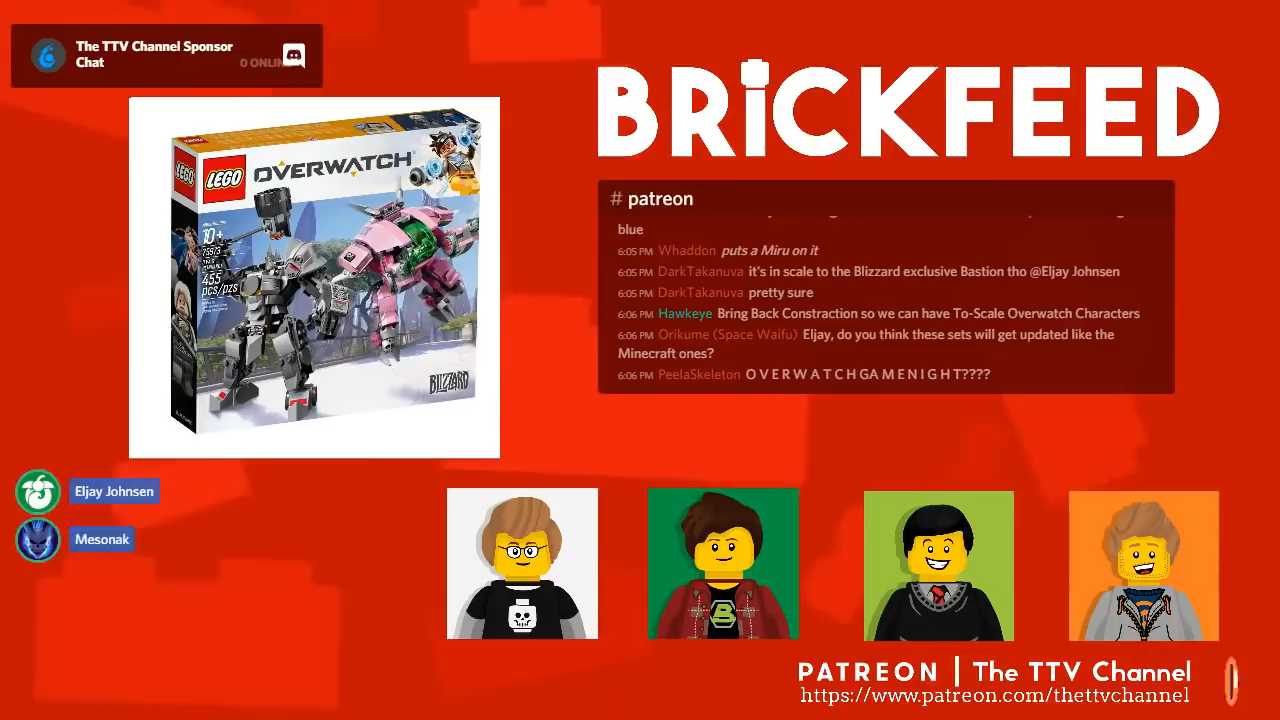 The TTV Channel Sponsor
Chat
BRiCKFEED
LEGO
LEGO
OVERWATCH
10+
75973
455
pcs/pzs
BLIZZARD
# patreon
blue
6:05 PM Whaddon puts a Miru on it
6:05 PM DarkTakanuva it's in scale to the Blizzard exclusive Bastion tho @Eljay Johnsen
6:05 PM DarkTakanuva pretty sure
6:06 PM Hawkeye Bring Back Constraction so we can have To-Scale Overwatch Characters
6:06 PM Orikume (Space Waifu) Eljay, do you think these sets will get updated like the
Minecraft ones?
6:06 PM PeelaSkeleton O V E R W A T C H G A M E N I G H T ????
Eljay Johnsen
Mesonak
PATREON | The TTV Channel
https://www.patreon.com/thettvchannel